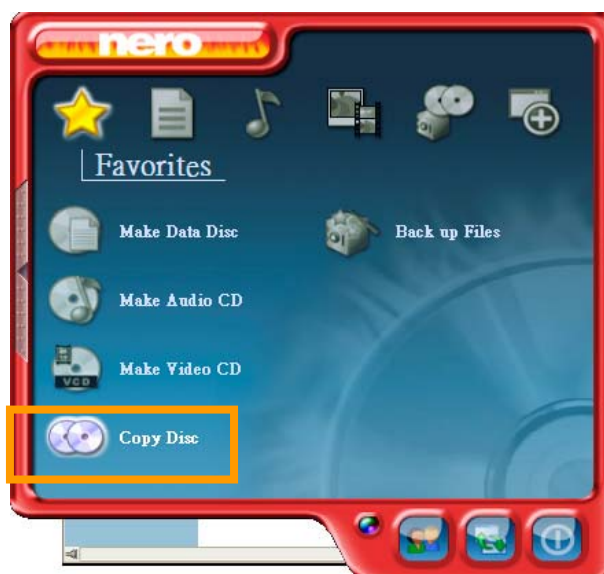 nero
Favorites
Make Data Disc
Back up Files
Make Audio CD
VCD
Make Video CD
Copy Disc